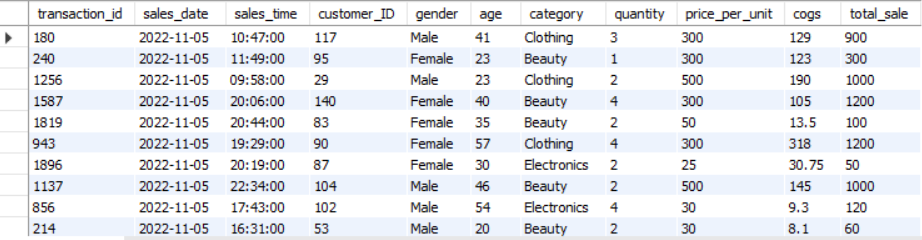 transaction_id sales_date sales_time customer_ID gender age category quantity price_per_unit cogs total_sale
180 2022-11-05 10:47:00 117 Male 41 Clothing 3 300 129 900
240 2022-11-05 11:49:00 95 Female 23 Beauty 1 300 123 300
1256 2022-11-05 09:58:00 29 Male 23 Clothing 2 500 190 1000
1587 2022-11-05 20:06:00 140 Female 40 Beauty 4 300 105 1200
1819 2022-11-05 20:44:00 83 Female 35 Beauty 2 50 13.5 100
943 2022-11-05 19:29:00 90 Female 57 Clothing 4 300 318 1200
1896 2022-11-05 20:19:00 87 Female 30 Electronics 2 25 30.75 50
1137 2022-11-05 22:34:00 104 Male 46 Beauty 2 500 145 1000
856 2022-11-05 17:43:00 102 Male 54 Electronics 4 30 9.3 120
214 2022-11-05 16:31:00 53 Male 20 Beauty 2 30 8.1 60